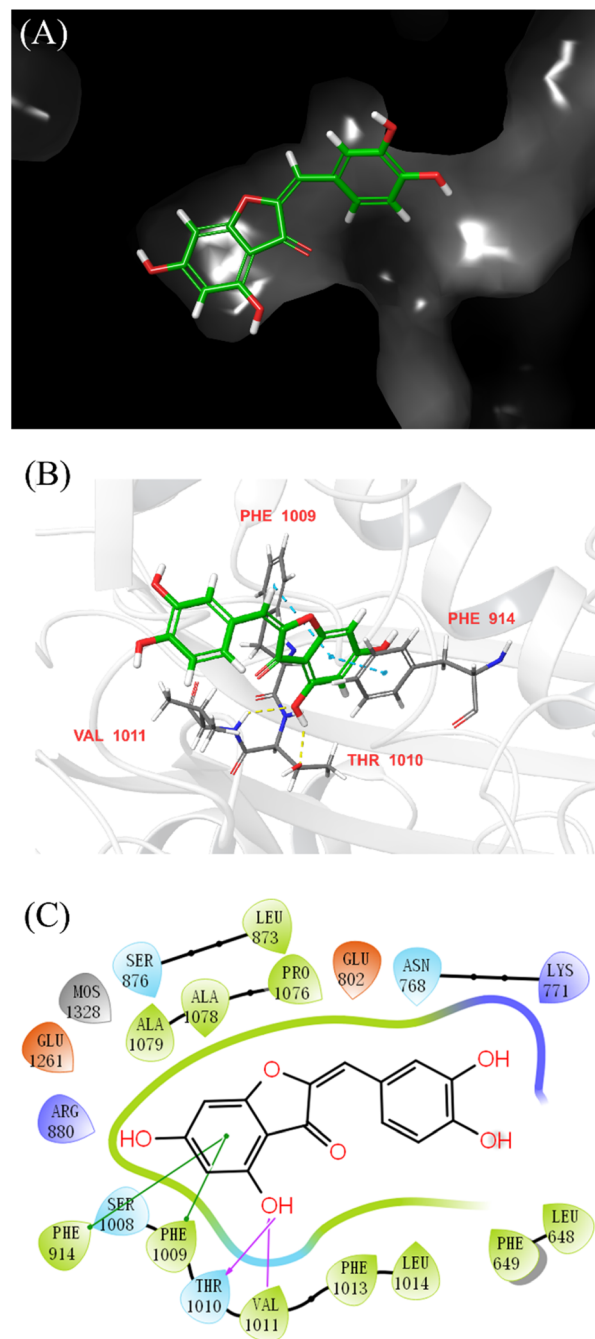 (A)
(B)
PHE 1009
PHE 914
VAL 1011
THR 1010
(C)
LEU
873
SER
876
GLU
802
ASN
768
LYS
771
PRO
1076
MOS
1328
ALA
1078
ALA
1079
GLU
1261
O
OH
ARG
880
HO
O
OH
OH
SER
1008
PHE
914
PHE
1009
THR
1010
VAL
1011
PHE
1013
LEU
1014
PHE
649
LEU
648